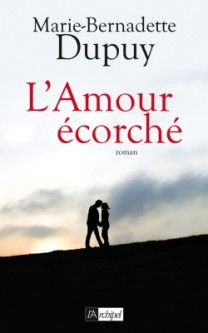 Marie-Bernadette
Dupuy
L'Amour
écorché
roman
l'Archipel